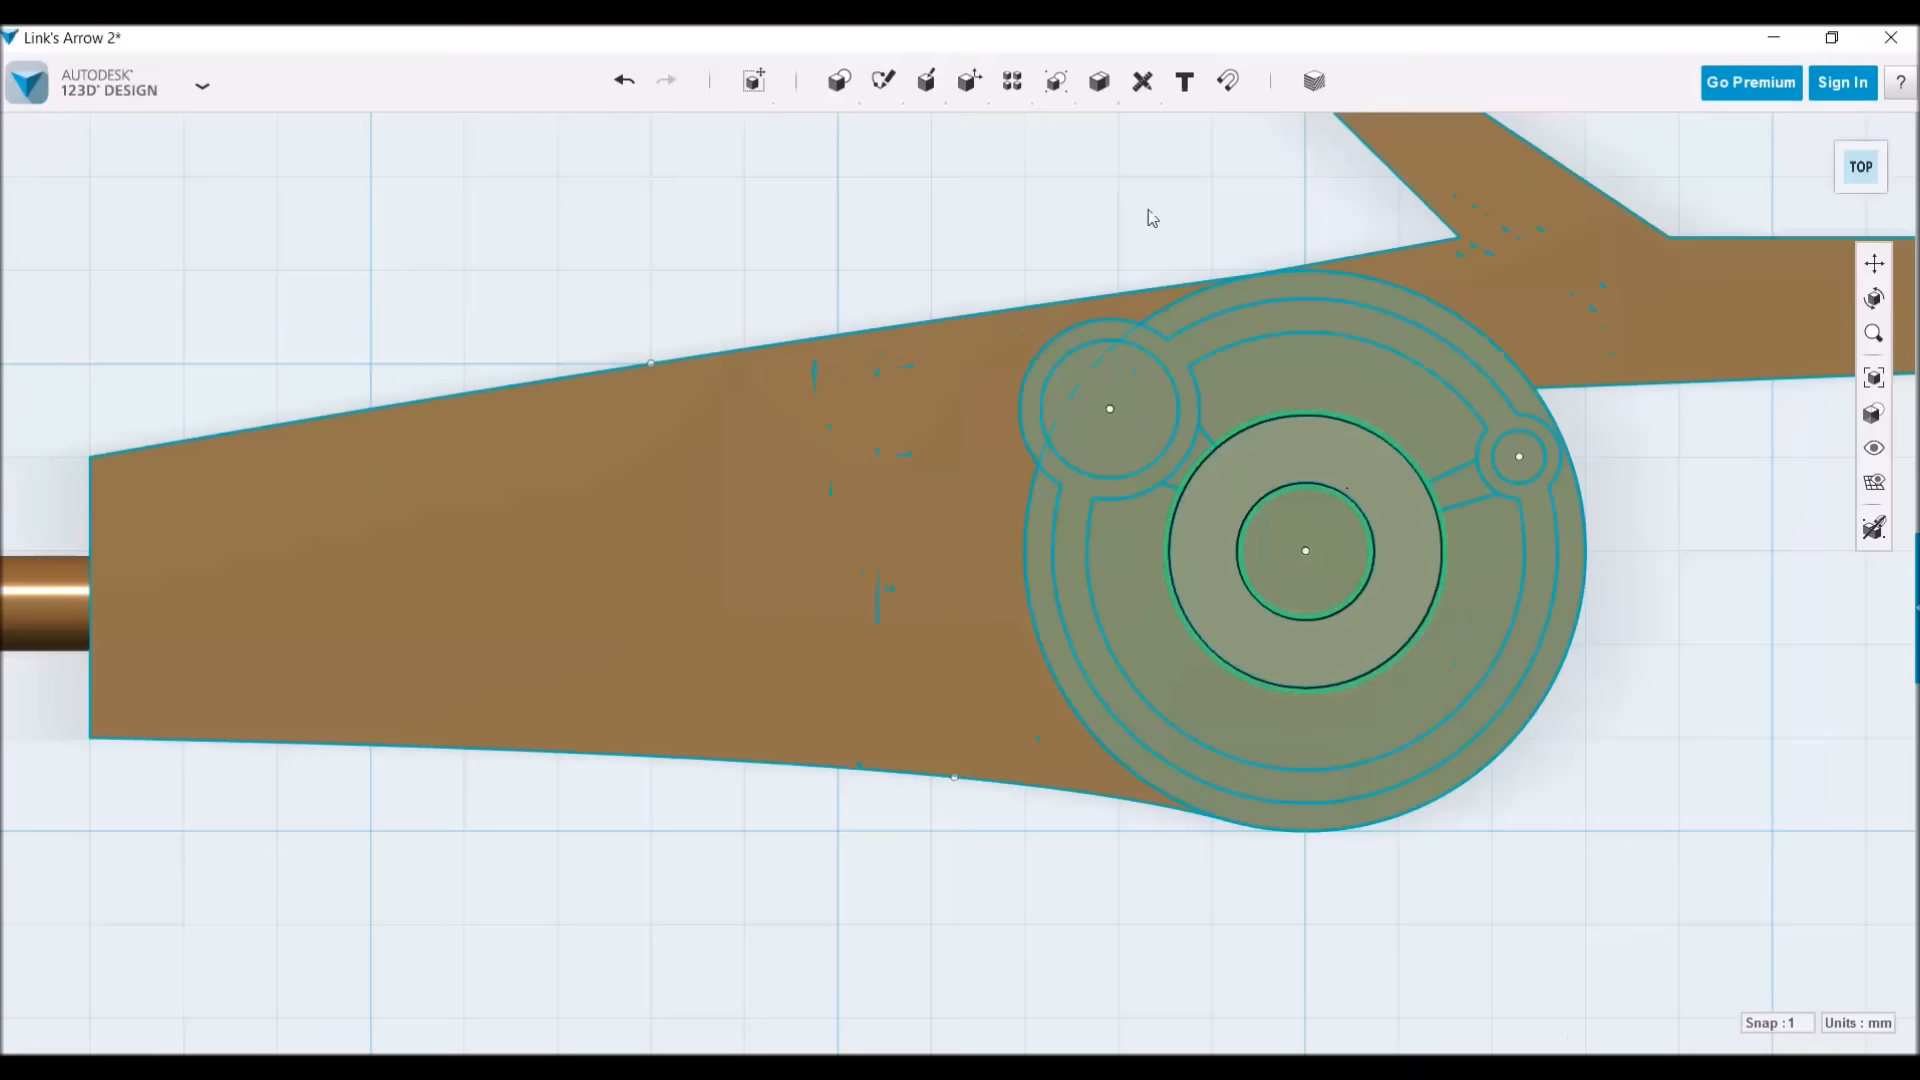 Link's Arrow 2*
AUTODESK®
123D® DESIGN
Go Premium
Sign In
?
TOP
Snap : 1
Units : mm